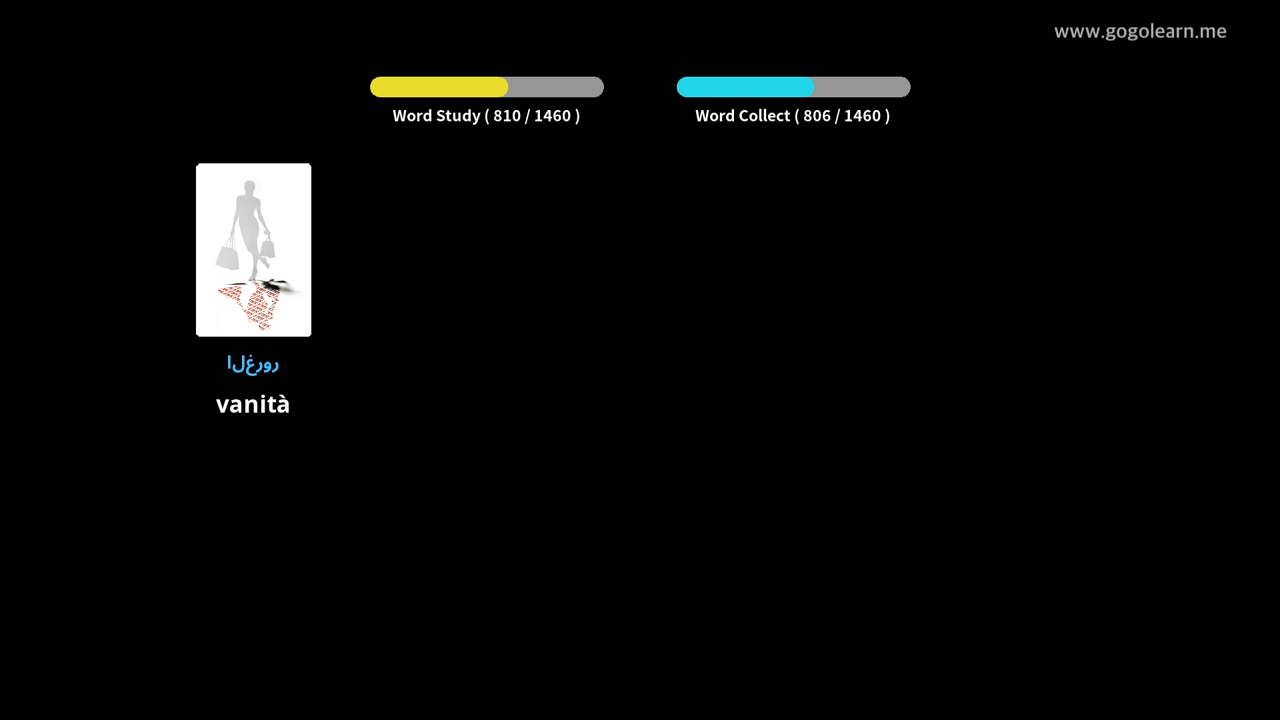 www.gogolearn.me
Word Study ( 810 / 1460 )
Word Collect ( 806 / 1460 )
الغرور
vanità